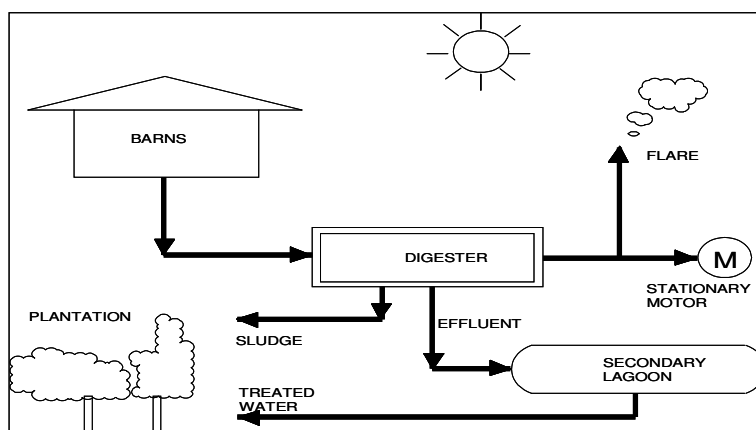 BARNS
FLARE
DIGESTER
M
STATIONARY
MOTOR
PLANTATION
EFFLUENT
SLUDGE
SECONDARY
LAGOON
TREATED
WATER